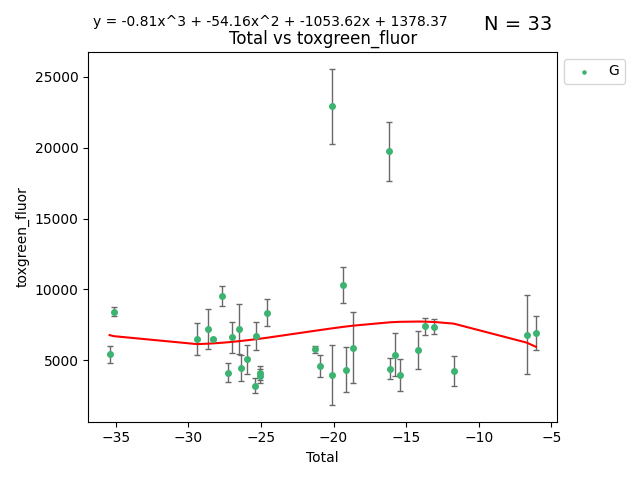 y = -0.81x^3 + -54.16x^2 + -1053.62x + 1378.37
N = 33
Total vs toxgreen_fluor
G
25000
20000
15000
10000
5000
toxgreen_fluor
−35 −30 −25 −20 −15 −10 −5
Total